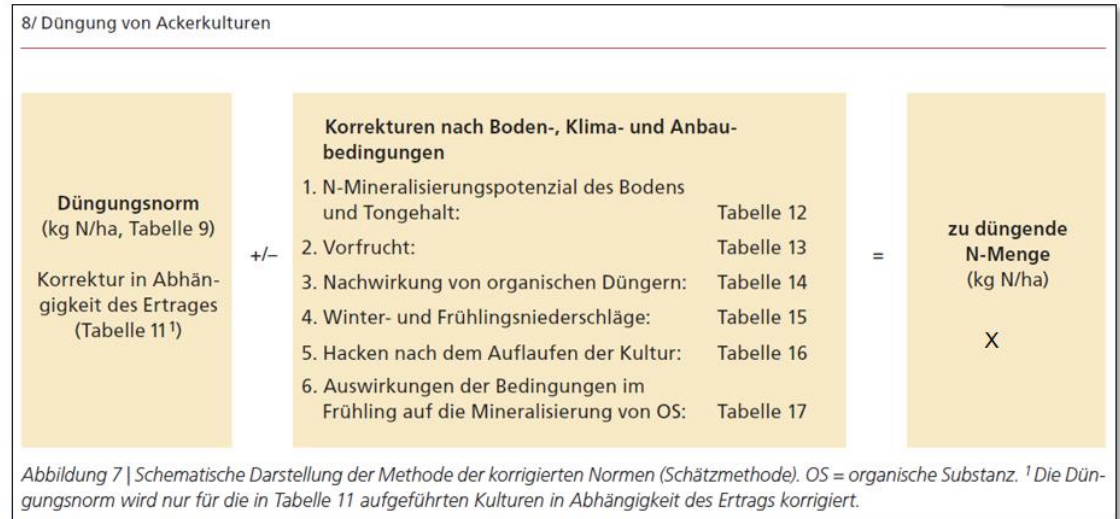 8/ Düngung von Ackerkulturen
Düngungsnorm
(kg N/ha, Tabelle 9)
Korrektur in Abhän-
gigkeit des Ertrages
(Tabelle 11¹)
+/–
Korrekturen nach Boden-, Klima- und Anbau-
bedingungen
1. N-Mineralisierungspotenzial des Bodens
und Tongehalt: Tabelle 12
2. Vorfrucht: Tabelle 13
3. Nachwirkung von organischen Düngern: Tabelle 14
4. Winter- und Frühlingsniederschläge: Tabelle 15
5. Hacken nach dem Auflaufen der Kultur: Tabelle 16
6. Auswirkungen der Bedingungen im
Frühling auf die Mineralisierung von OS: Tabelle 17
=
zu düngende
N-Menge
(kg N/ha)
X
Abbildung 7 | Schematische Darstellung der Methode der korrigierten Normen (Schätzmethode). OS = organische Substanz. ¹ Die Dün-
gungsnorm wird nur für die in Tabelle 11 aufgeführten Kulturen in Abhängigkeit des Ertrags korrigiert.